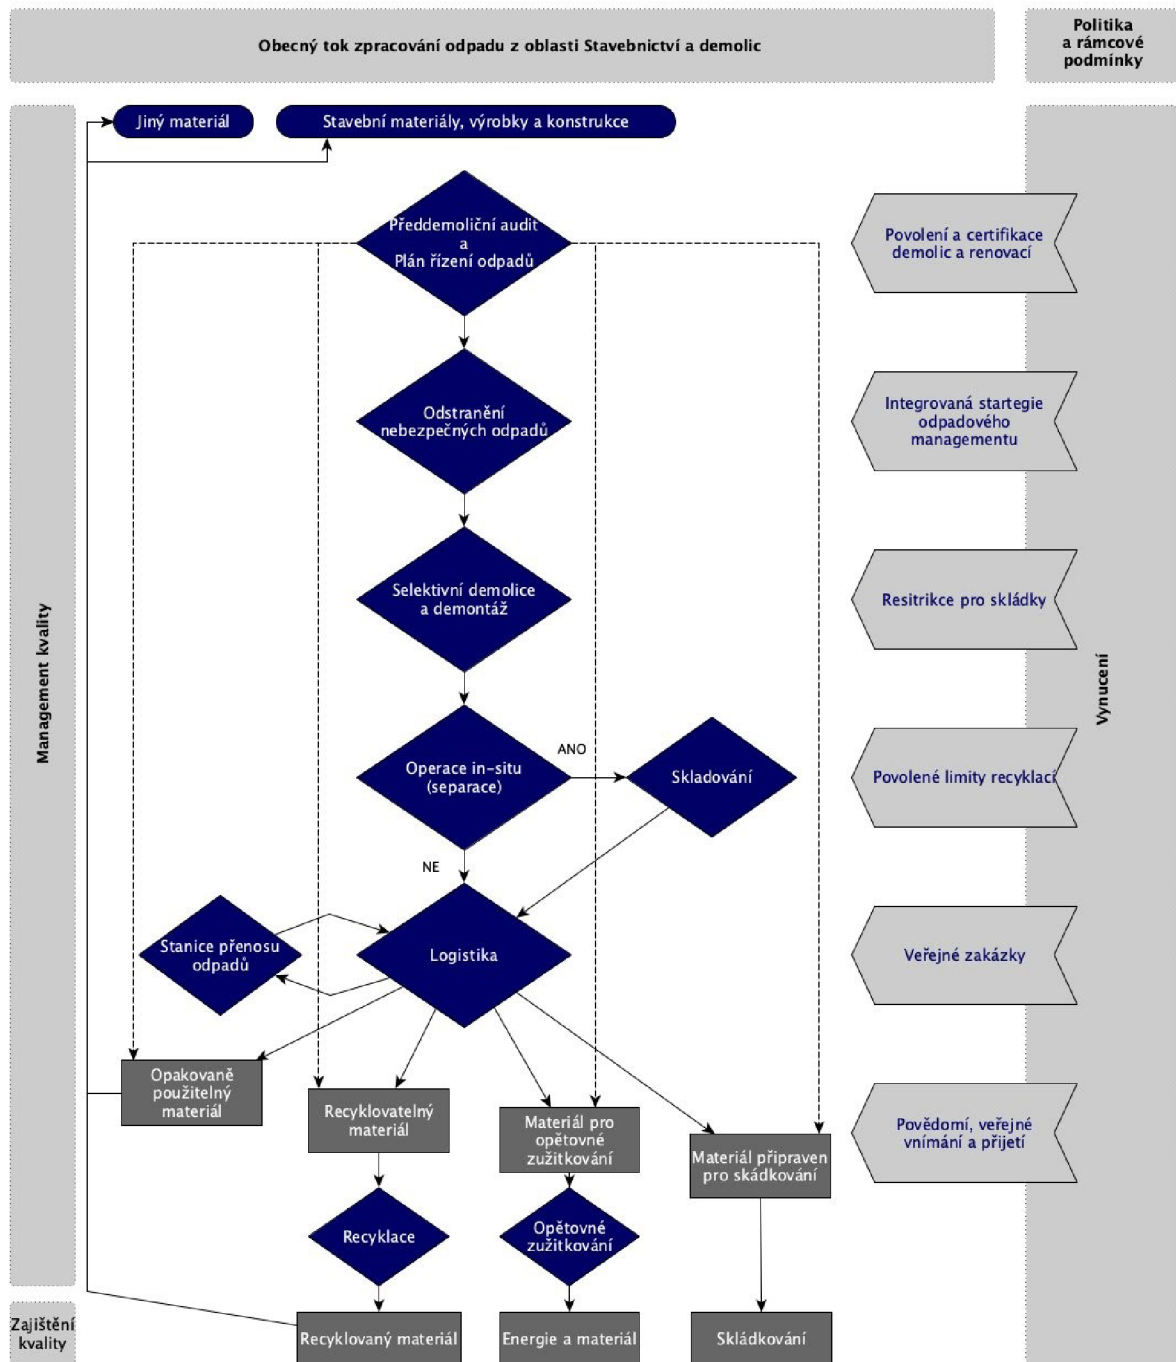 Obecný tok zpracování odpadu z oblasti Stavebnictví a demolic
Politika
a rámcové
podmínky
Jiný materiál
Stavební materiály, výrobky a konstrukce
Předdemoliční audit
a
Plán řízení odpadů
Povolení a certifikace
demolic a renovací
Odstranění
nebezpečných odpadů
Integrovaná startegie
odpadového
managementu
Selektivní demolice
a demontáž
Resitrikce pro skládky
Management kvality
Vynucení
Operace in-situ
(separace)
ANO
Skladování
Povolené limity recyklací
NE
Stanice přenosu
odpadů
Logistika
Veřejné zakázky
Opakovaně
použitelný
materiál
Recyklovatelný
materiál
Materiál pro
opětovné
zužitkování
Materiál připraven
pro skádkování
Povědomí, veřejné
vnímání a přijetí
Recyklace
Opětovné
zužitkování
Zajištění
kvality
Recyklovaný materiál
Energie a materiál
Skládkování